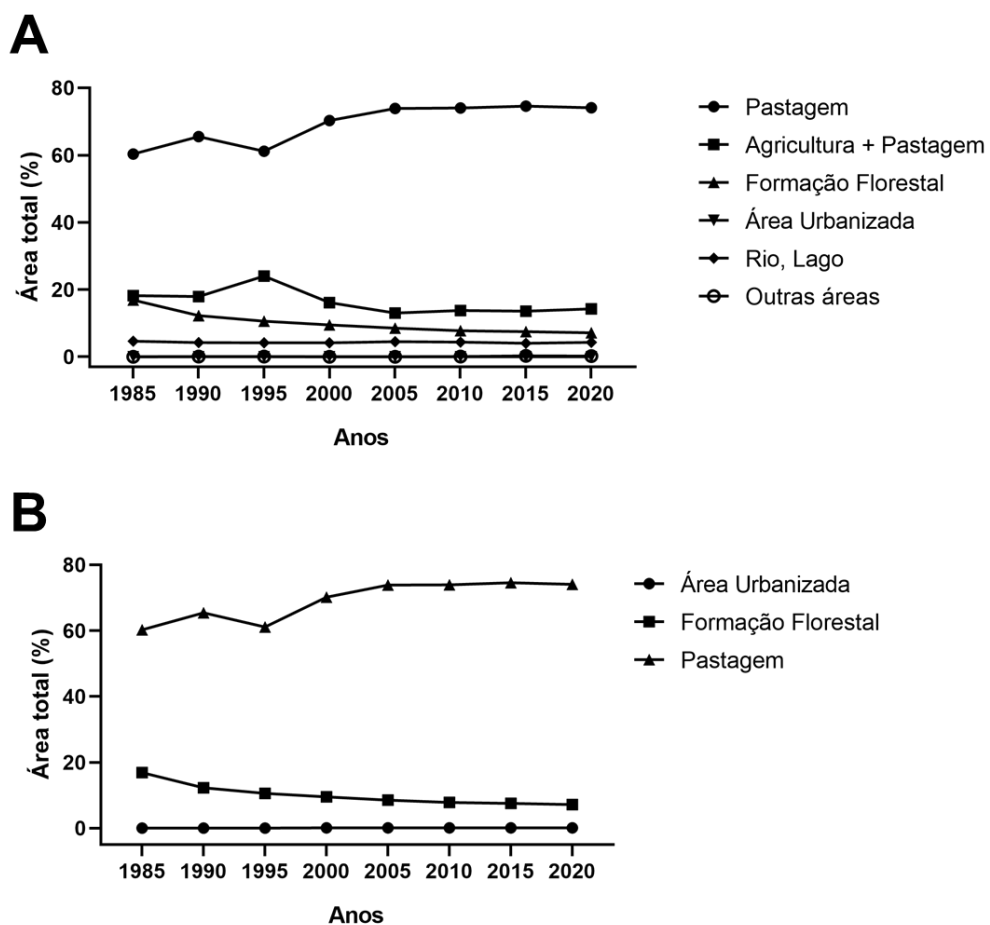 A
80
60
40
20
0
Área total (%)
1985 1990 1995 2000 2005 2010 2015 2020
Anos
Pastagem
Agricultura + Pastagem
Formação Florestal
Área Urbanizada
Rio, Lago
Outras áreas
B
80
60
40
20
0
Área total (%)
1985 1990 1995 2000 2005 2010 2015 2020
Anos
Área Urbanizada
Formação Florestal
Pastagem